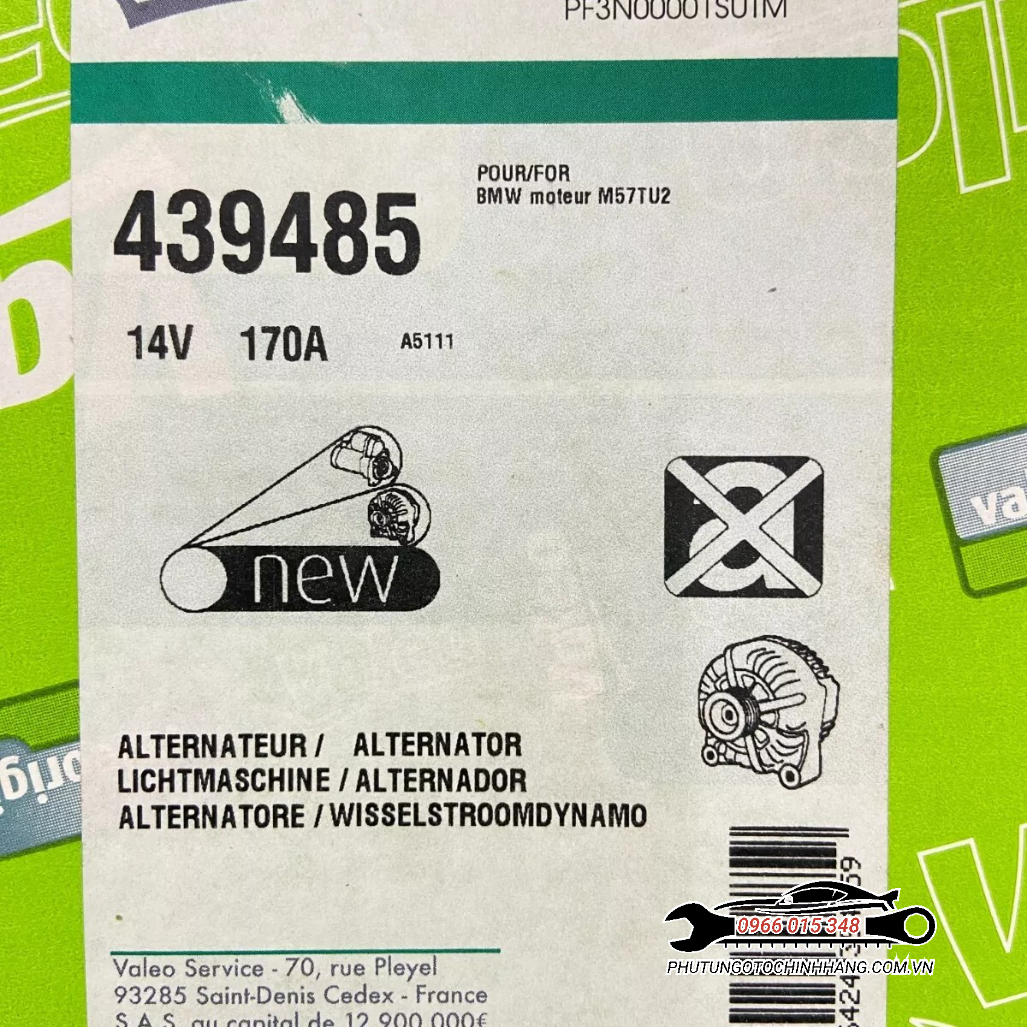 PF3N00001S01M
POUR/FOR
BMW moteur M57TU2
439485
14V 170A A5111
new
a
ALTERNATEUR / ALTERNATOR
LICHTMASCHINE / ALTERNADOR
ALTERNATORE / WISSELSTROOMDYNAMO
Valeo Service - 70, rue Pleyel
93285 Saint-Denis Cedex - France
S.A.S. au capital de 12 900 000€
0966 015 348
PHUTUNGOTOCHINHHANG.COM.VN